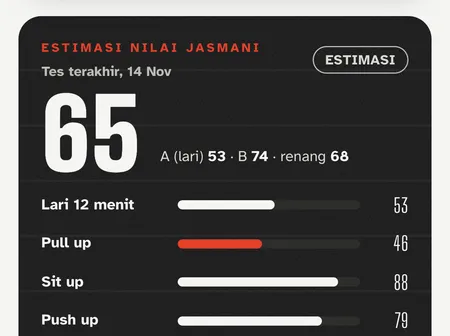 ESTIMASI NILAI JASMANI
ESTIMASI
Tes terakhir, 14 Nov
65
A (lari) 53 · B 74 · renang 68
Lari 12 menit 53
Pull up 46
Sit up 88
Push up 79